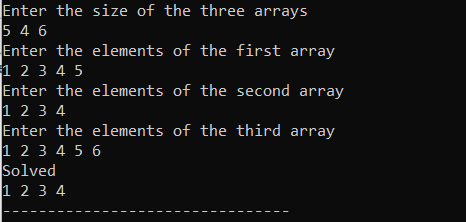 Enter the size of the three arrays
5 4 6
Enter the elements of the first array
1 2 3 4 5
Enter the elements of the second array
1 2 3 4
Enter the elements of the third array
1 2 3 4 5 6
Solved
1 2 3 4
--------------------------------